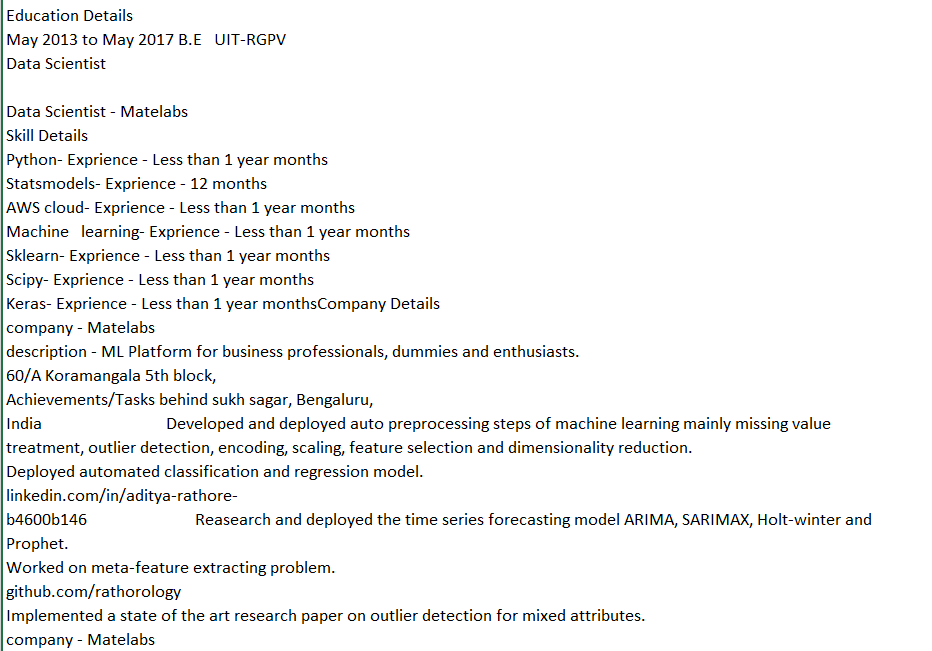 Education Details
May 2013 to May 2017 B.E   UIT-RGPV
Data Scientist

Data Scientist - Matelabs
Skill Details
Python- Exprience - Less than 1 year months
Statsmodels- Exprience - 12 months
AWS cloud- Exprience - Less than 1 year months
Machine   learning- Exprience - Less than 1 year months
Sklearn- Exprience - Less than 1 year months
Scipy- Exprience - Less than 1 year months
Keras- Exprience - Less than 1 year monthsCompany Details
company - Matelabs
description - ML Platform for business professionals, dummies and enthusiasts.
60/A Koramangala 5th block,
Achievements/Tasks behind sukh sagar, Bengaluru,
India                          Developed and deployed auto preprocessing steps of machine learning mainly missing value
treatment, outlier detection, encoding, scaling, feature selection and dimensionality reduction.
Deployed automated classification and regression model.
linkedin.com/in/aditya-rathore-
b4600b146                       Reasearch and deployed the time series forecasting model ARIMA, SARIMAX, Holt-winter and
Prophet.
Worked on meta-feature extracting problem.
github.com/rathorology
Implemented a state of the art research paper on outlier detection for mixed attributes.
company - Matelabs